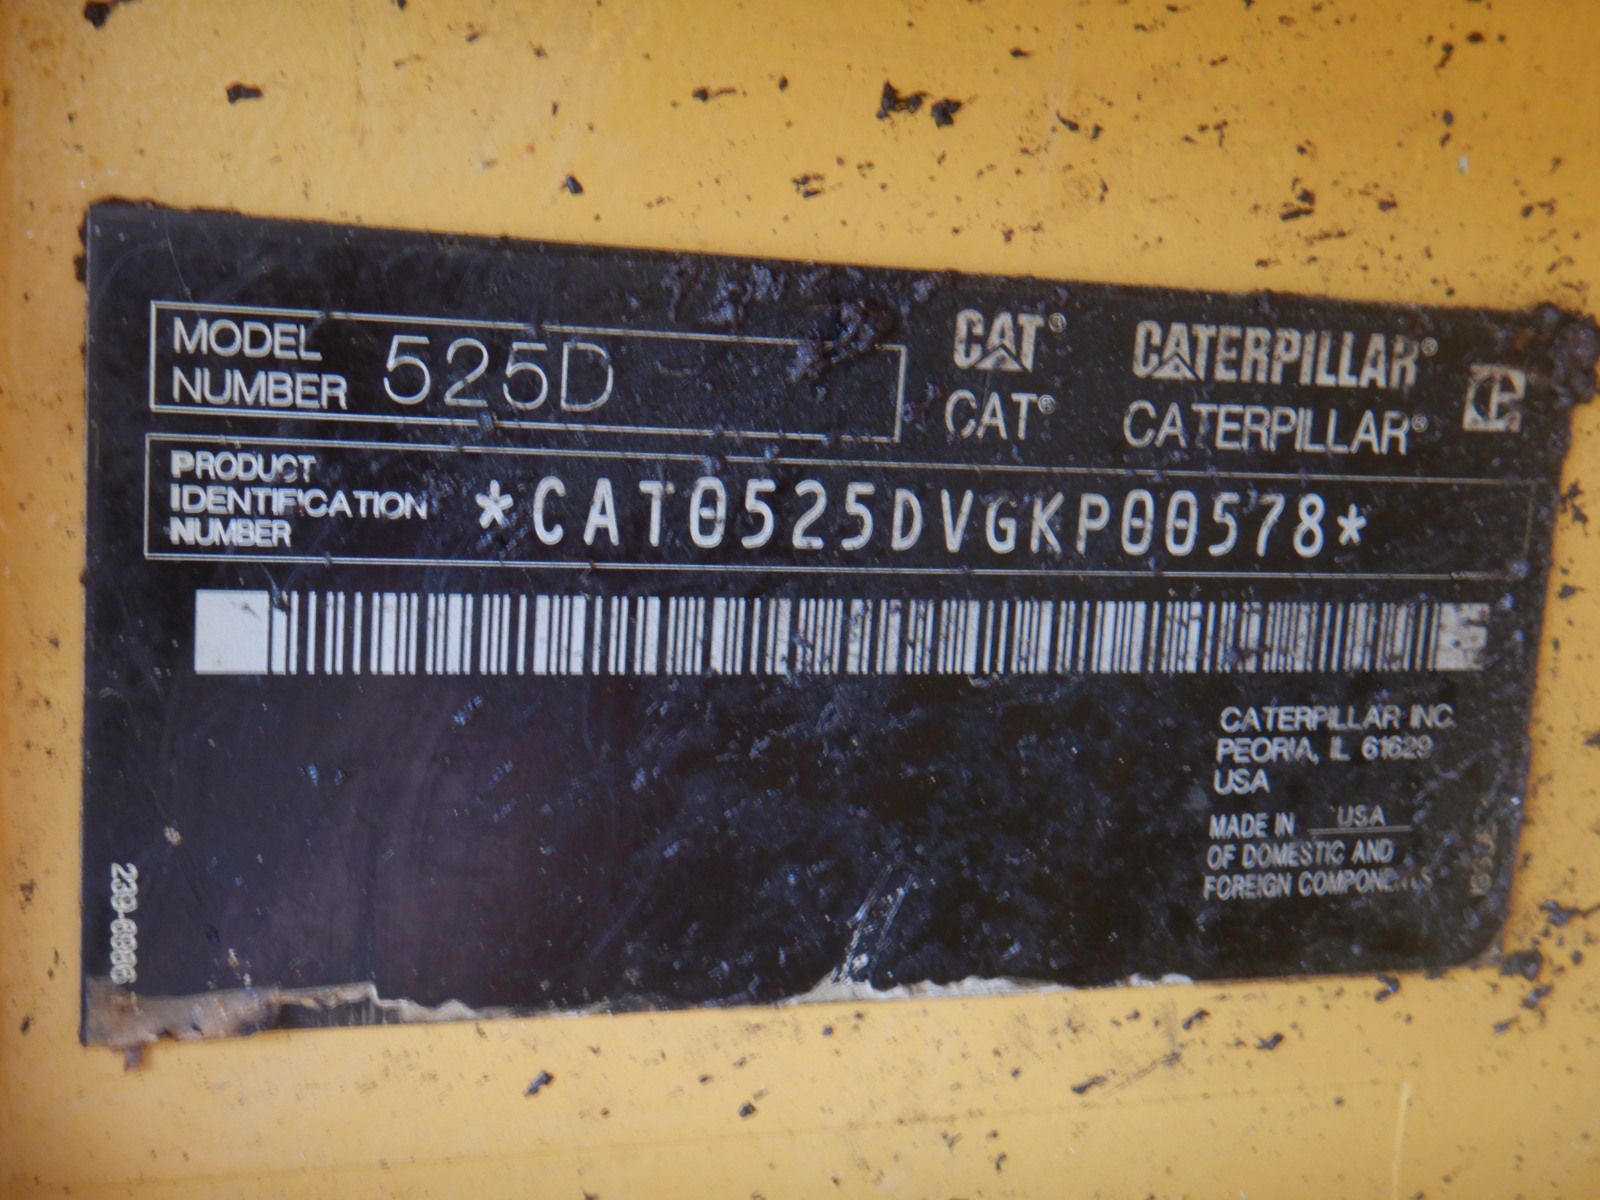 MODEL
NUMBER 525D
CAT® CATERPILLAR®
CAT® CATERPILLAR®
PRODUCT
IDENTIFICATION
NUMBER *CAT0525DVGKP00578*
CATERPILLAR INC.
PEORIA, IL 61629
USA
MADE IN USA
OF DOMESTIC AND
FOREIGN COMPONENTS